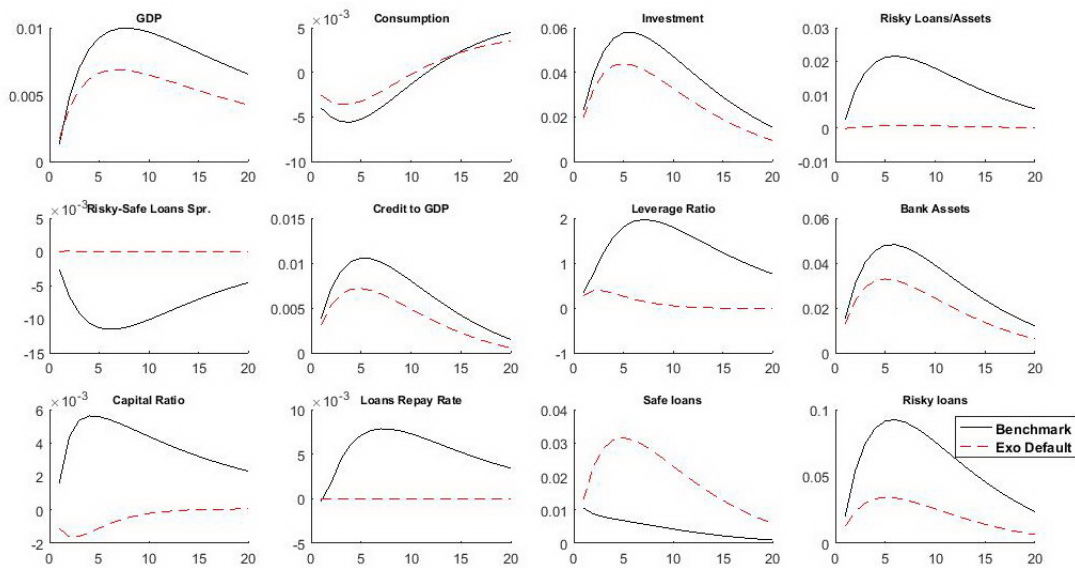 GDP
0.01
0.005
0
0 5 10 15 20
×10⁻³ Consumption
5
0
-5
-10
0 5 10 15 20
Investment
0.06
0.04
0.02
0
0 5 10 15 20
Risky Loans/Assets
0.03
0.02
0.01
0
-0.01
0 5 10 15 20
×10⁻³ Risky-Safe Loans Spr.
5
0
-5
-10
-15
0 5 10 15 20
Credit to GDP
0.015
0.01
0.005
0
0 5 10 15 20
Leverage Ratio
2
1
0
-1
0 5 10 15 20
Bank Assets
0.06
0.04
0.02
0
0 5 10 15 20
×10⁻³ Capital Ratio
6
4
2
0
-2
0 5 10 15 20
×10⁻³ Loans Repay Rate
10
5
0
-5
0 5 10 15 20
Safe loans
0.04
0.03
0.02
0.01
0
0 5 10 15 20
Risky loans
0.1
0.05
0
0 5 10 15 20
Benchmark
Exo Default